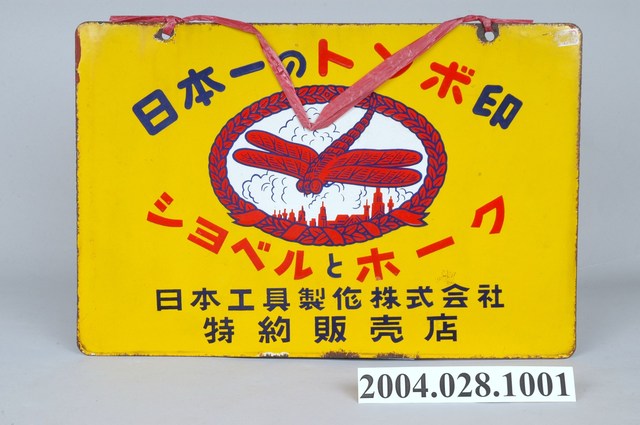 日本一のトンボ印
シヨベルとホーク
日本工具製作株式会社
特約販売店
2004.028.1001